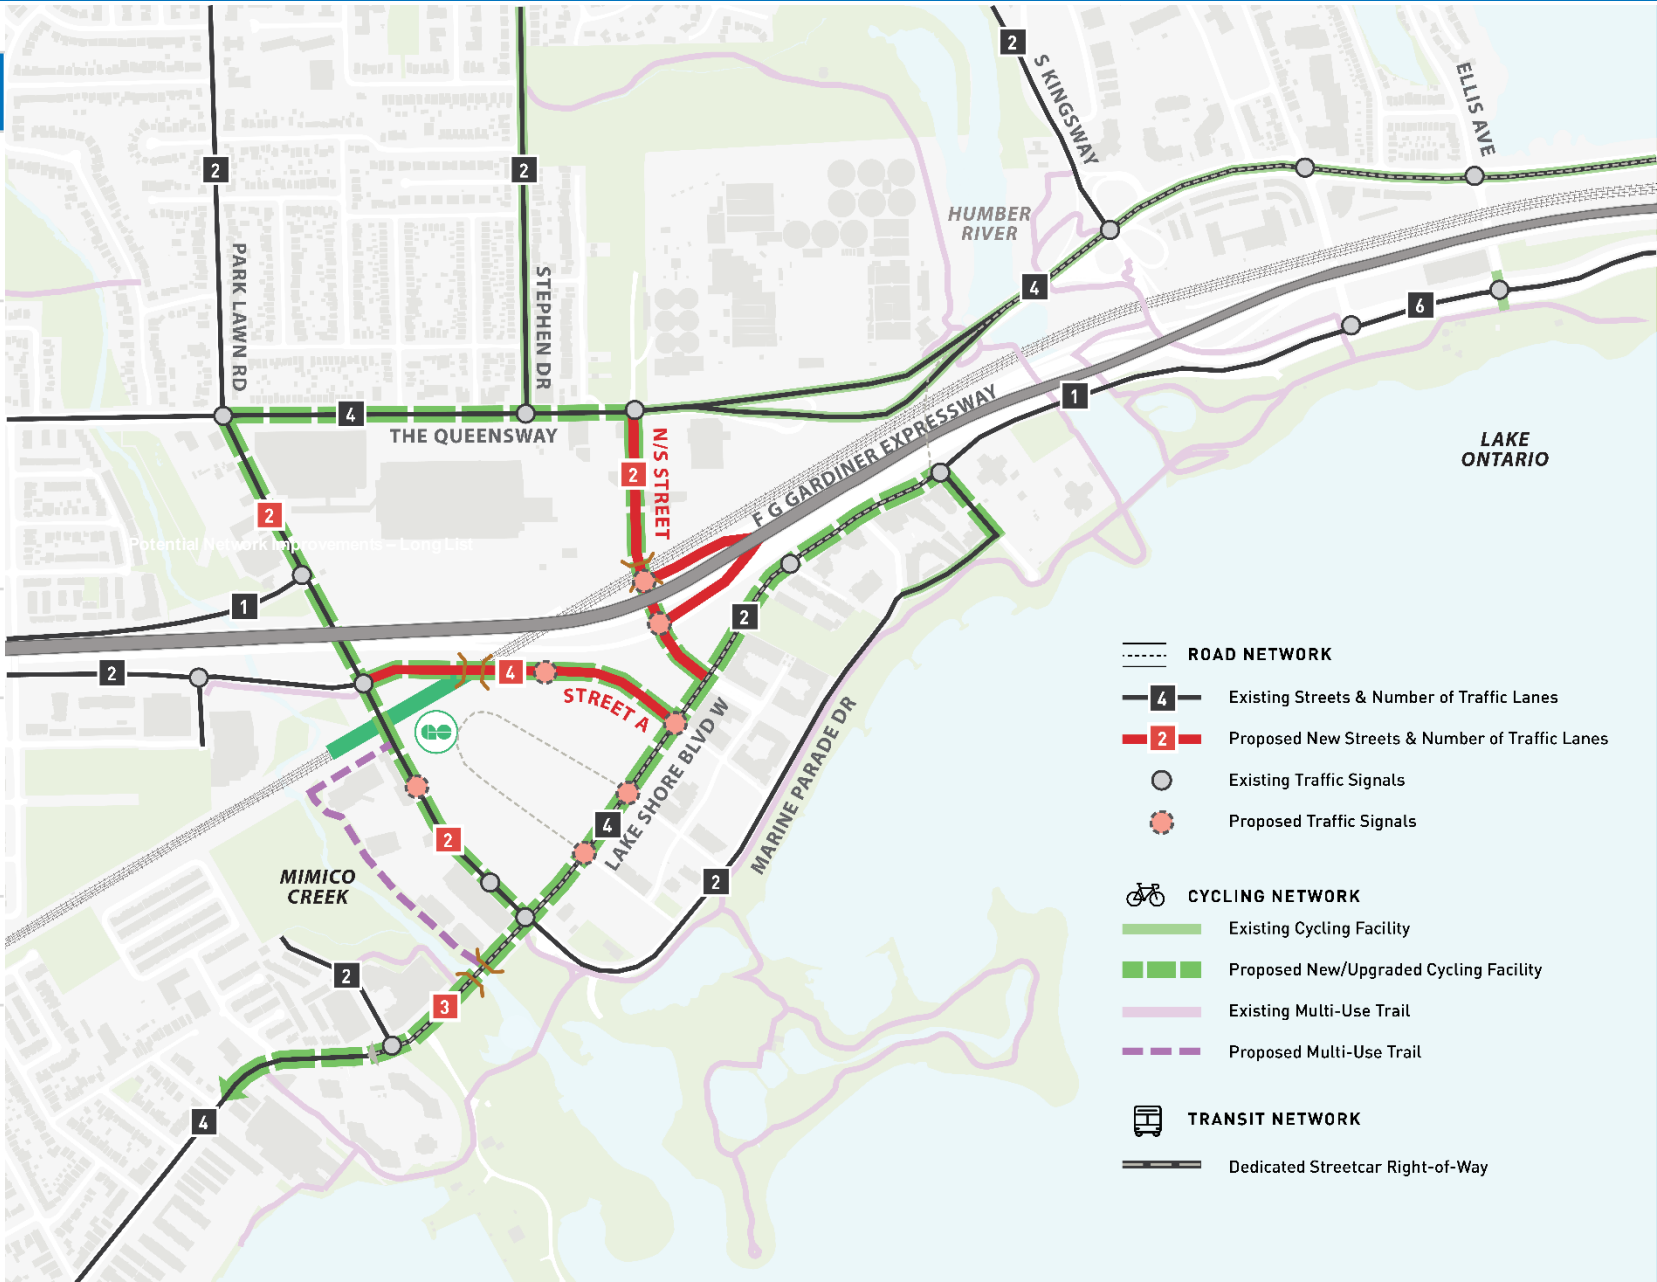 2
S KINGSWAY
ELLIS AVE
2
2
HUMBER
RIVER
PARK LAWN RD
STEPHEN DR
4
6
1
4
THE QUEENSWAY
N/S STREET
F G GARDINER EXPRESSWAY
LAKE
ONTARIO
2
2
Potential Network Improvements – Long List
1
2
2
4
STREET A
LAKE SHORE BLVD W
MARINE PARADE DR
2
4
MIMICO
CREEK
2
2
3
4
ROAD NETWORK
4 Existing Streets & Number of Traffic Lanes
2 Proposed New Streets & Number of Traffic Lanes
Existing Traffic Signals
Proposed Traffic Signals
CYCLING NETWORK
Existing Cycling Facility
Proposed New/Upgraded Cycling Facility
Existing Multi-Use Trail
Proposed Multi-Use Trail
TRANSIT NETWORK
Dedicated Streetcar Right-of-Way